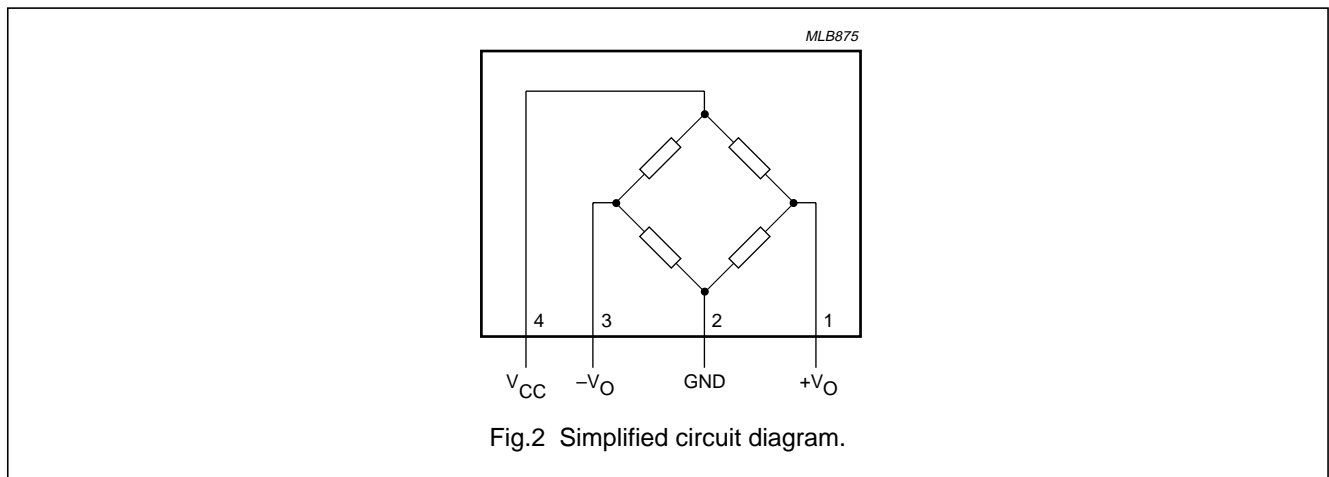 MLB875
4 3 2 1
VCC –VO GND +VO
Fig.2 Simplified circuit diagram.